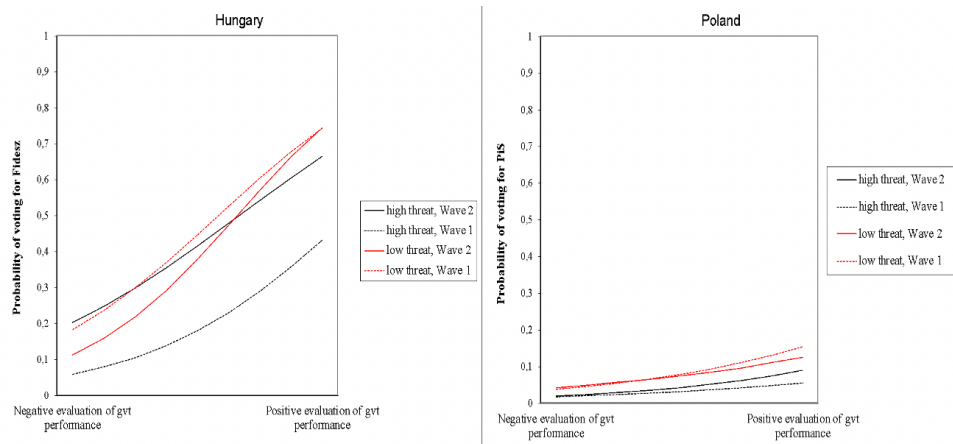 Hungary
1
0,9
0,8
0,7
0,6
0,5
0,4
0,3
0,2
0,1
0
Probability of voting for Fidesz
Negative evaluation of gvt
performance
Positive evaluation of gvt
performance
high threat, Wave 2
high threat, Wave 1
low threat, Wave 2
low threat, Wave 1
Poland
1
0,9
0,8
0,7
0,6
0,5
0,4
0,3
0,2
0,1
0
Probability of voting for PiS
Negative evaluation of gvt
performance
Positive evaluation of gvt
performance
high threat, Wave 2
high threat, Wave 1
low threat, Wave 2
low threat, Wave 1